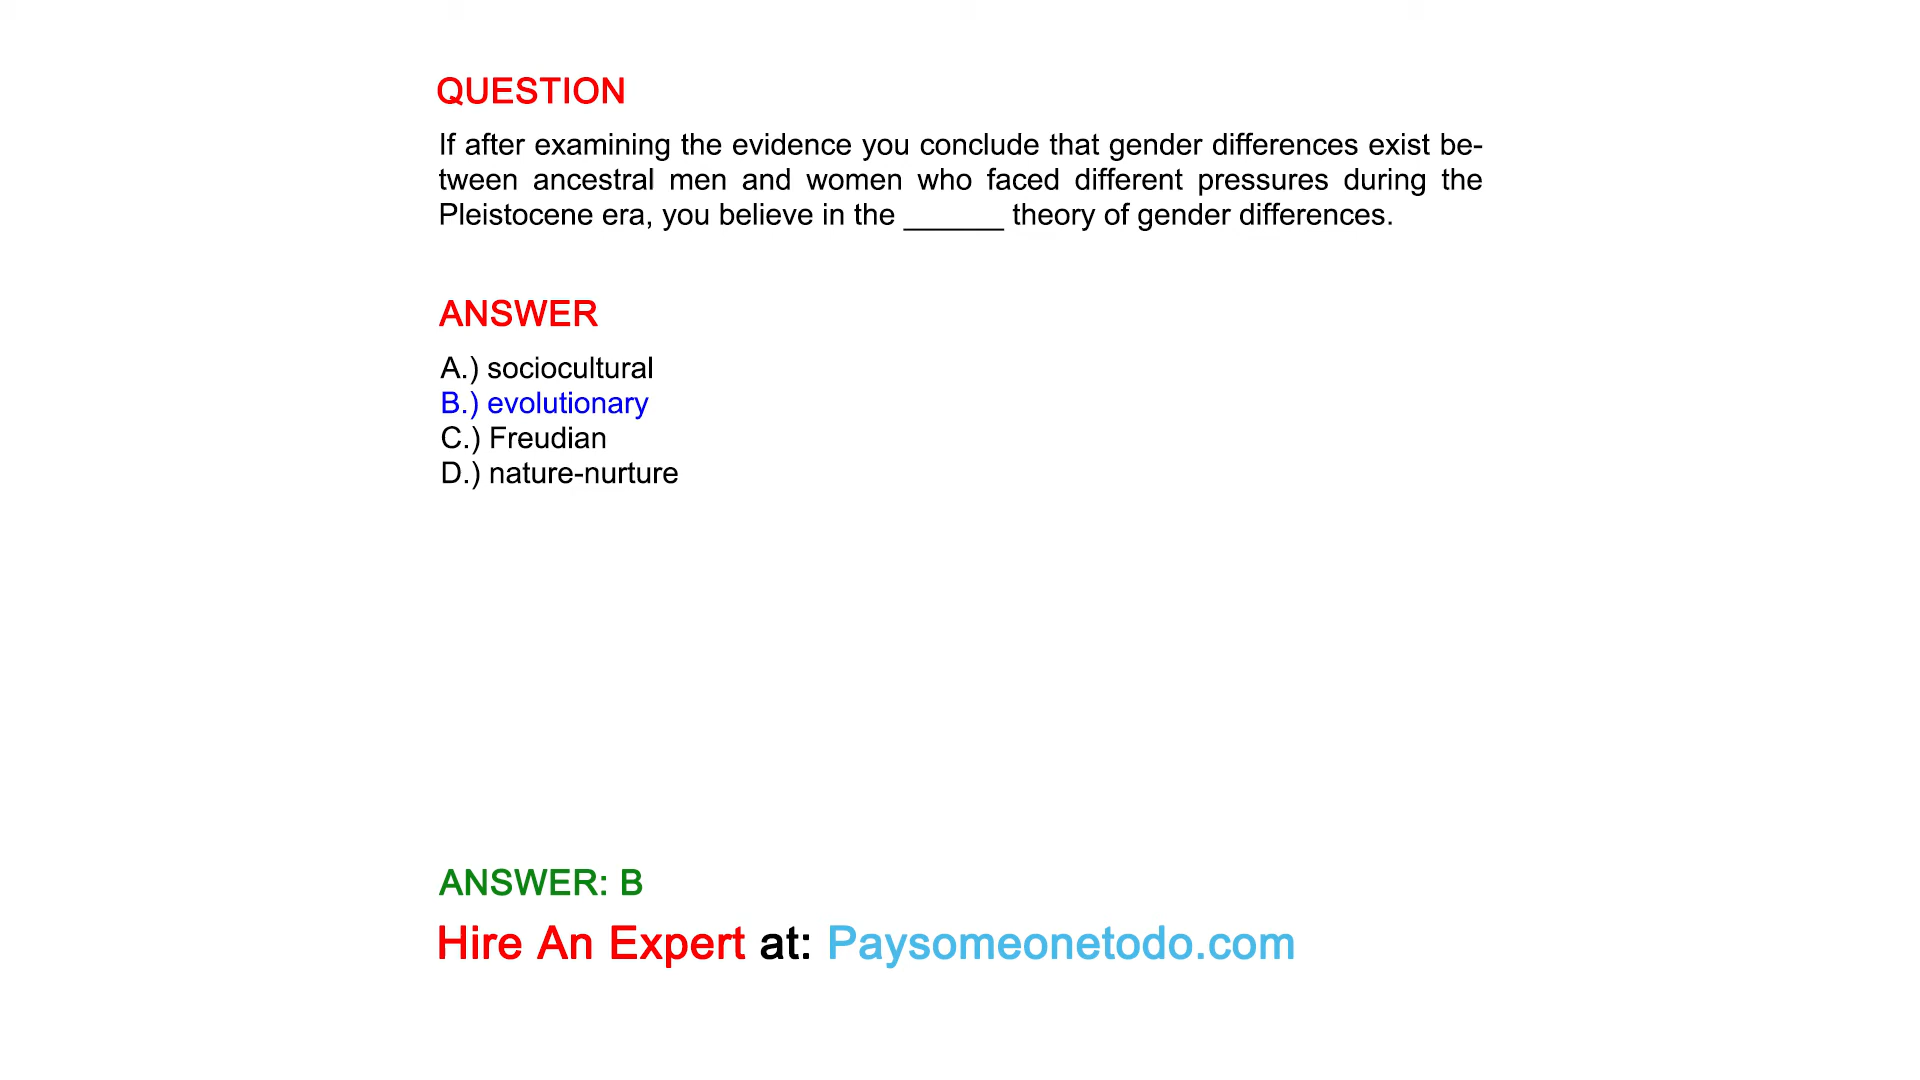 QUESTION
If after examining the evidence you conclude that gender differences exist be-
tween ancestral men and women who faced different pressures during the
Pleistocene era, you believe in the ______ theory of gender differences.
ANSWER
A.) sociocultural
B.) evolutionary
C.) Freudian
D.) nature-nurture
ANSWER: B
Hire An Expert at: Paysomeonetodo.com